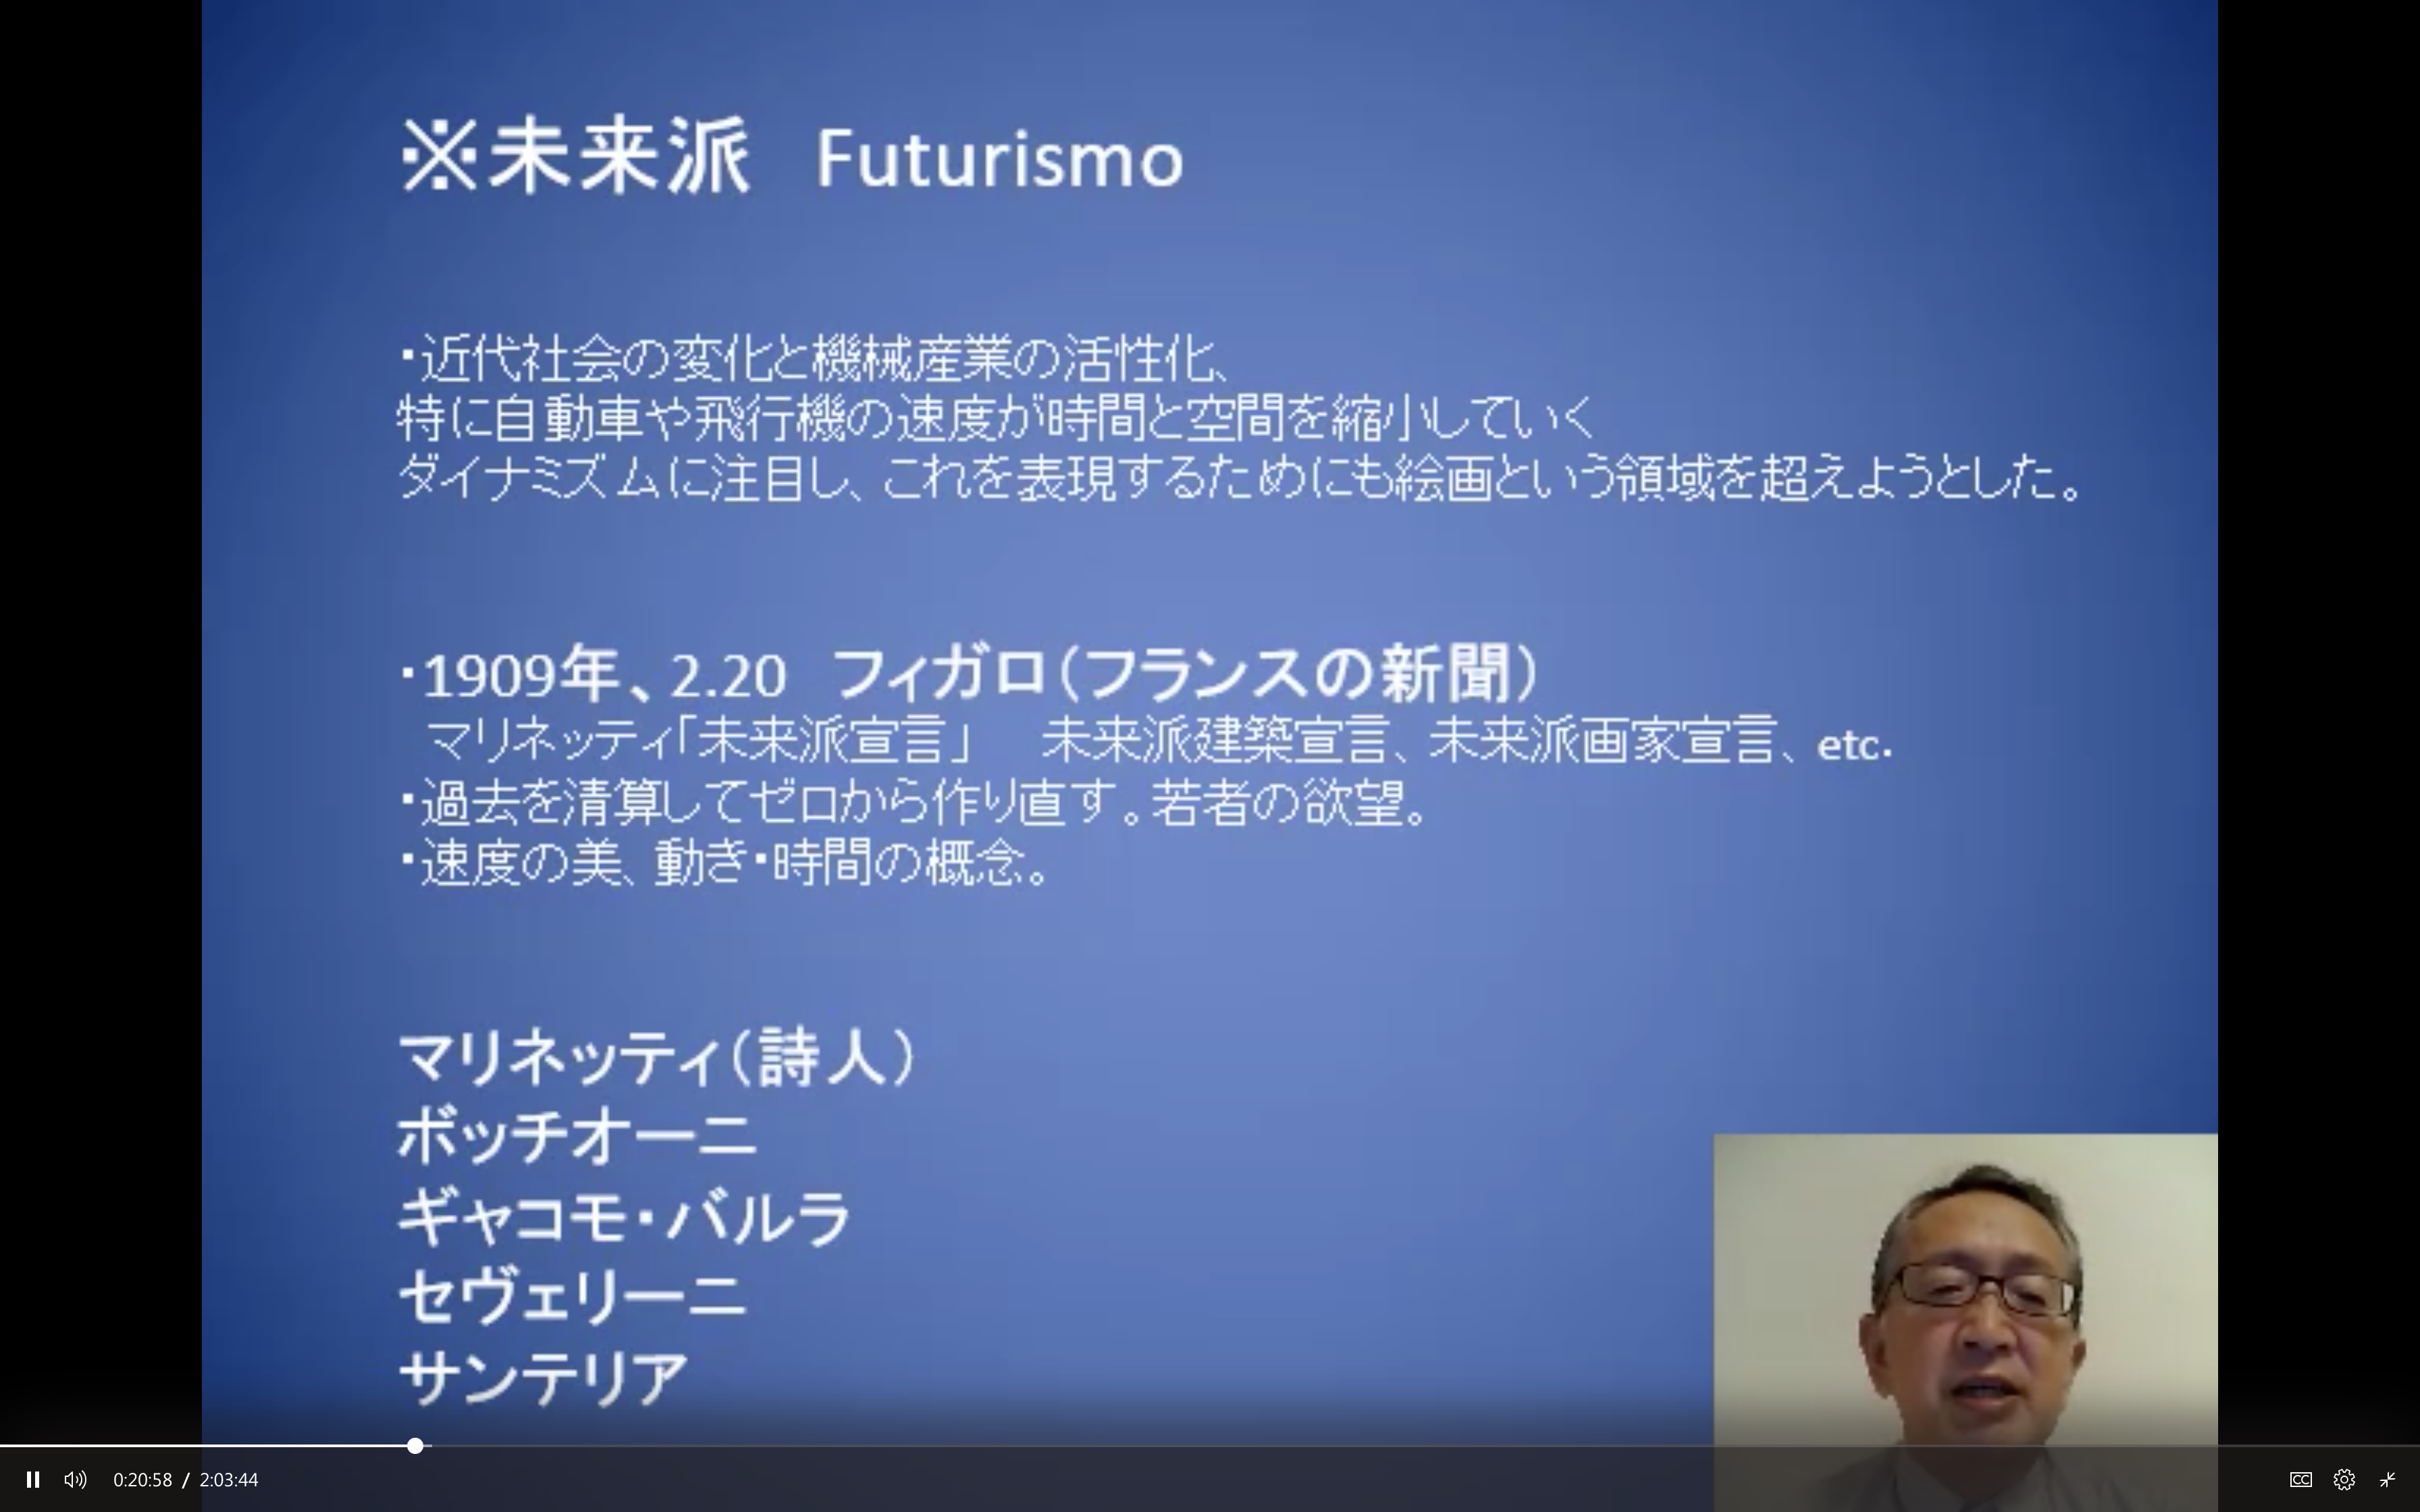 ※未来派　Futurismo
・近代社会の変化と機械産業の活性化、
特に自動車や飛行機の速度が時間と空間を縮小していく
ダイナミズムに注目し、これを表現するためにも絵画という領域を超えようとした。
・1909年、2.20　フィガロ（フランスの新聞）
マリネッティ「未来派宣言」　未来派建築宣言、未来派画家宣言、etc.
・過去を清算してゼロから作り直す。若者の欲望。
・速度の美、動き・時間の概念。
マリネッティ（詩人）
ボッチオーニ
ギャコモ・バルラ
セヴェリーニ
サンテリア
0:20:58 / 2:03:44
CC